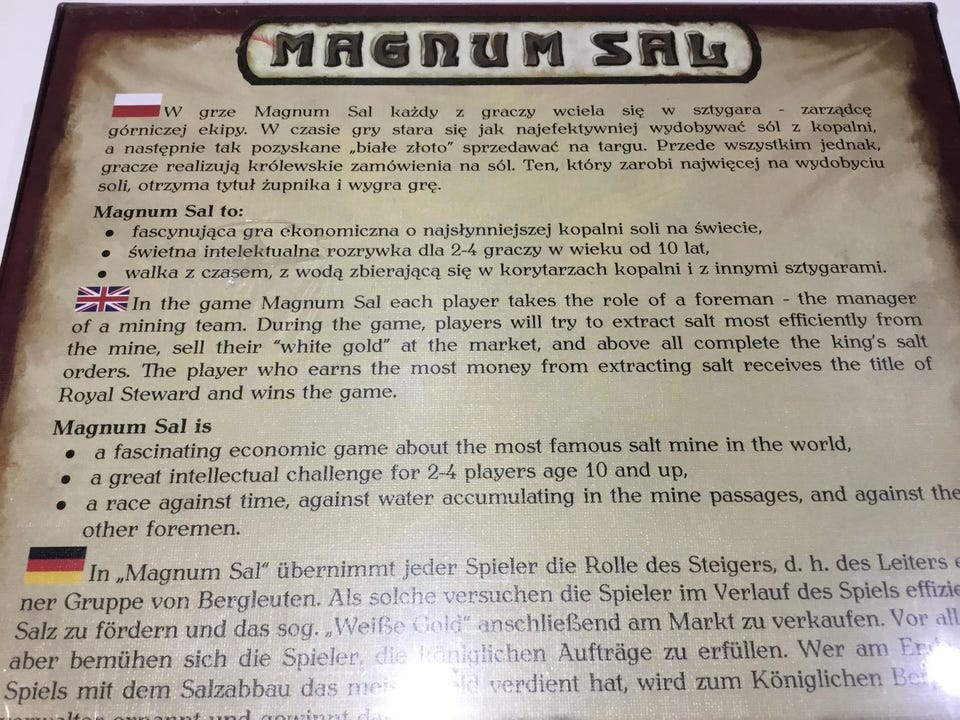 MAGNUM SAL
W grze Magnum Sal każdy z graczy wciela się w sztygara - zarządcę
górniczej ekipy. W czasie gry stara się jak najefektywniej wydobywać sól z kopalni,
a następnie tak pozyskane „białe złoto” sprzedawać na targu. Przede wszystkim jednak,
gracze realizują królewskie zamówienia na sól. Ten, który zarobi najwięcej na wydobyciu
soli, otrzyma tytuł żupnika i wygra grę.
Magnum Sal to:
• fascynująca gra ekonomiczna o najsłynniejszej kopalni soli na świecie,
• świetna intelektualna rozrywka dla 2-4 graczy w wieku od 10 lat,
• walka z czasem, z wodą zbierającą się w korytarzach kopalni i z innymi sztygarami.
In the game Magnum Sal each player takes the role of a foreman - the manager
of a mining team. During the game, players will try to extract salt most efficiently from
the mine, sell their “white gold” at the market, and above all complete the king's salt
orders. The player who earns the most money from extracting salt receives the title of
Royal Steward and wins the game.
Magnum Sal is
• a fascinating economic game about the most famous salt mine in the world,
• a great intellectual challenge for 2-4 players age 10 and up,
• a race against time, against water accumulating in the mine passages, and against the
other foremen.
In „Magnum Sal“ übernimmt jeder Spieler die Rolle des Steigers, d. h. des Leiters
ner Gruppe von Bergleuten. Als solche versuchen die Spieler im Verlauf des Spiels effizie
Salz zu fördern und das sog. „Weiße Gold“ anschließend am Markt zu verkaufen. Vor all
aber bemühen sich die Spieler, die königlichen Aufträge zu erfüllen. Wer am
Spiels mit dem Salzabbau das verdient hat, wird zum Königlichen
und gewinnt